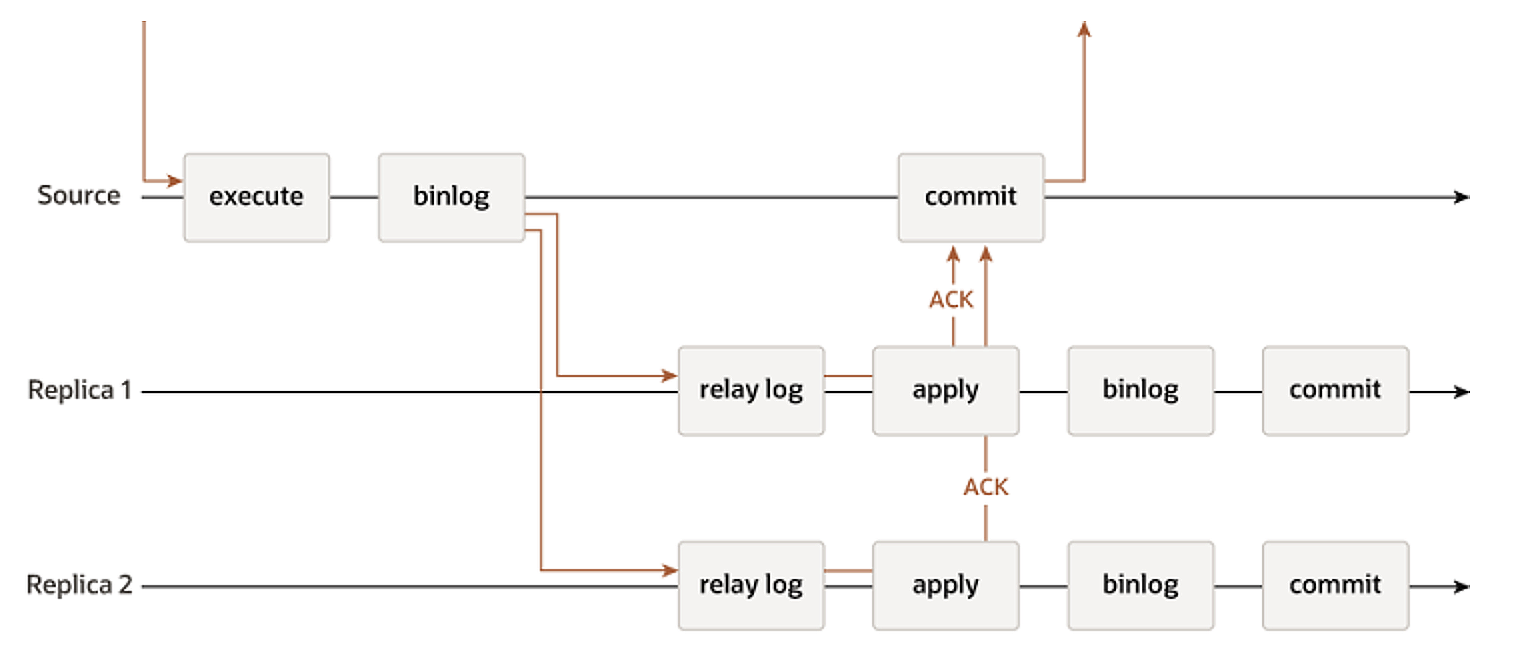 Source
execute
binlog
commit
ACK
Replica 1
relay log
apply
binlog
commit
ACK
Replica 2
relay log
apply
binlog
commit